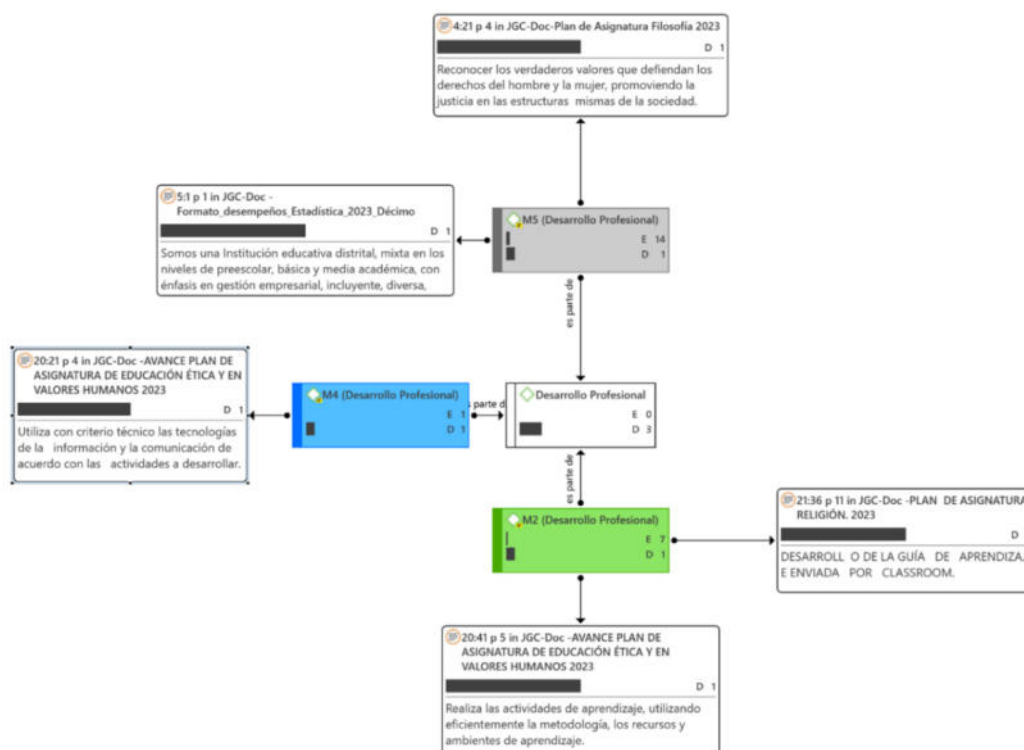 4:21 p 4 in JGC-Doc-Plan de Asignatura Filosofía 2023
D 1
Reconocer los verdaderos valores que defiendan los
derechos del hombre y la mujer, promoviendo la
justicia en las estructuras mismas de la sociedad.
5:1 p 1 in JGC-Doc -
Formato_desempeños_Estadística_2023_Décimo
D 1
Somos una Institución educativa distrital, mixta en los
niveles de preescolar, básica y media académica, con
énfasis en gestión empresarial, incluyente, diversa,
M5 (Desarrollo Profesional)
E 14
D 1
es parte de
20:21 p 4 in JGC-Doc -AVANCE PLAN DE
ASIGNATURA DE EDUCACIÓN ÉTICA Y EN
VALORES HUMANOS 2023
D 1
Utiliza con criterio técnico las tecnologías
de la información y la comunicación de
acuerdo con las actividades a desarrollar.
M4 (Desarrollo Profesional)
E 1
D 1
s parte d
Desarrollo Profesional
E 0
D 3
es parte de
M2 (Desarrollo Profesional)
E 7
D 1
21:36 p 11 in JGC-Doc -PLAN DE ASIGNATURA
RELIGIÓN. 2023
D
DESARROLL O DE LA GUÍA DE APRENDIZA
E ENVIADA POR CLASSROOM.
20:41 p 5 in JGC-Doc -AVANCE PLAN DE
ASIGNATURA DE EDUCACIÓN ÉTICA Y EN
VALORES HUMANOS 2023
D 1
Realiza las actividades de aprendizaje, utilizando
eficientemente la metodología, los recursos y
ambientes de aprendizaje.